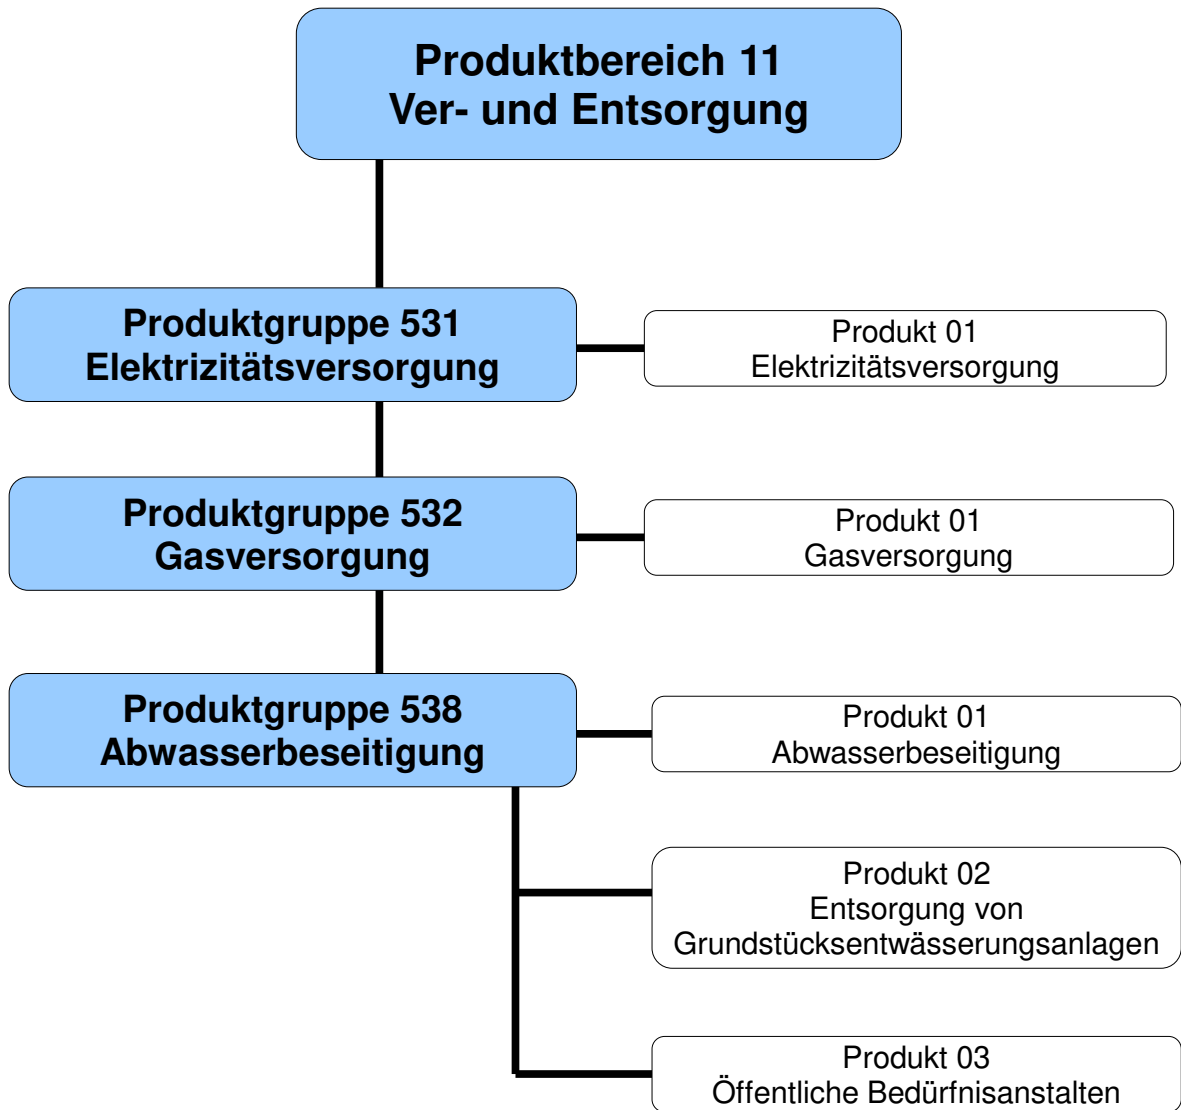 Produktbereich 11
Ver- und Entsorgung
Produktgruppe 531
Elektrizitätsversorgung
Produkt 01
Elektrizitätsversorgung
Produktgruppe 532
Gasversorgung
Produkt 01
Gasversorgung
Produktgruppe 538
Abwasserbeseitigung
Produkt 01
Abwasserbeseitigung
Produkt 02
Entsorgung von
Grundstücksentwässerungsanlagen
Produkt 03
Öffentliche Bedürfnisanstalten